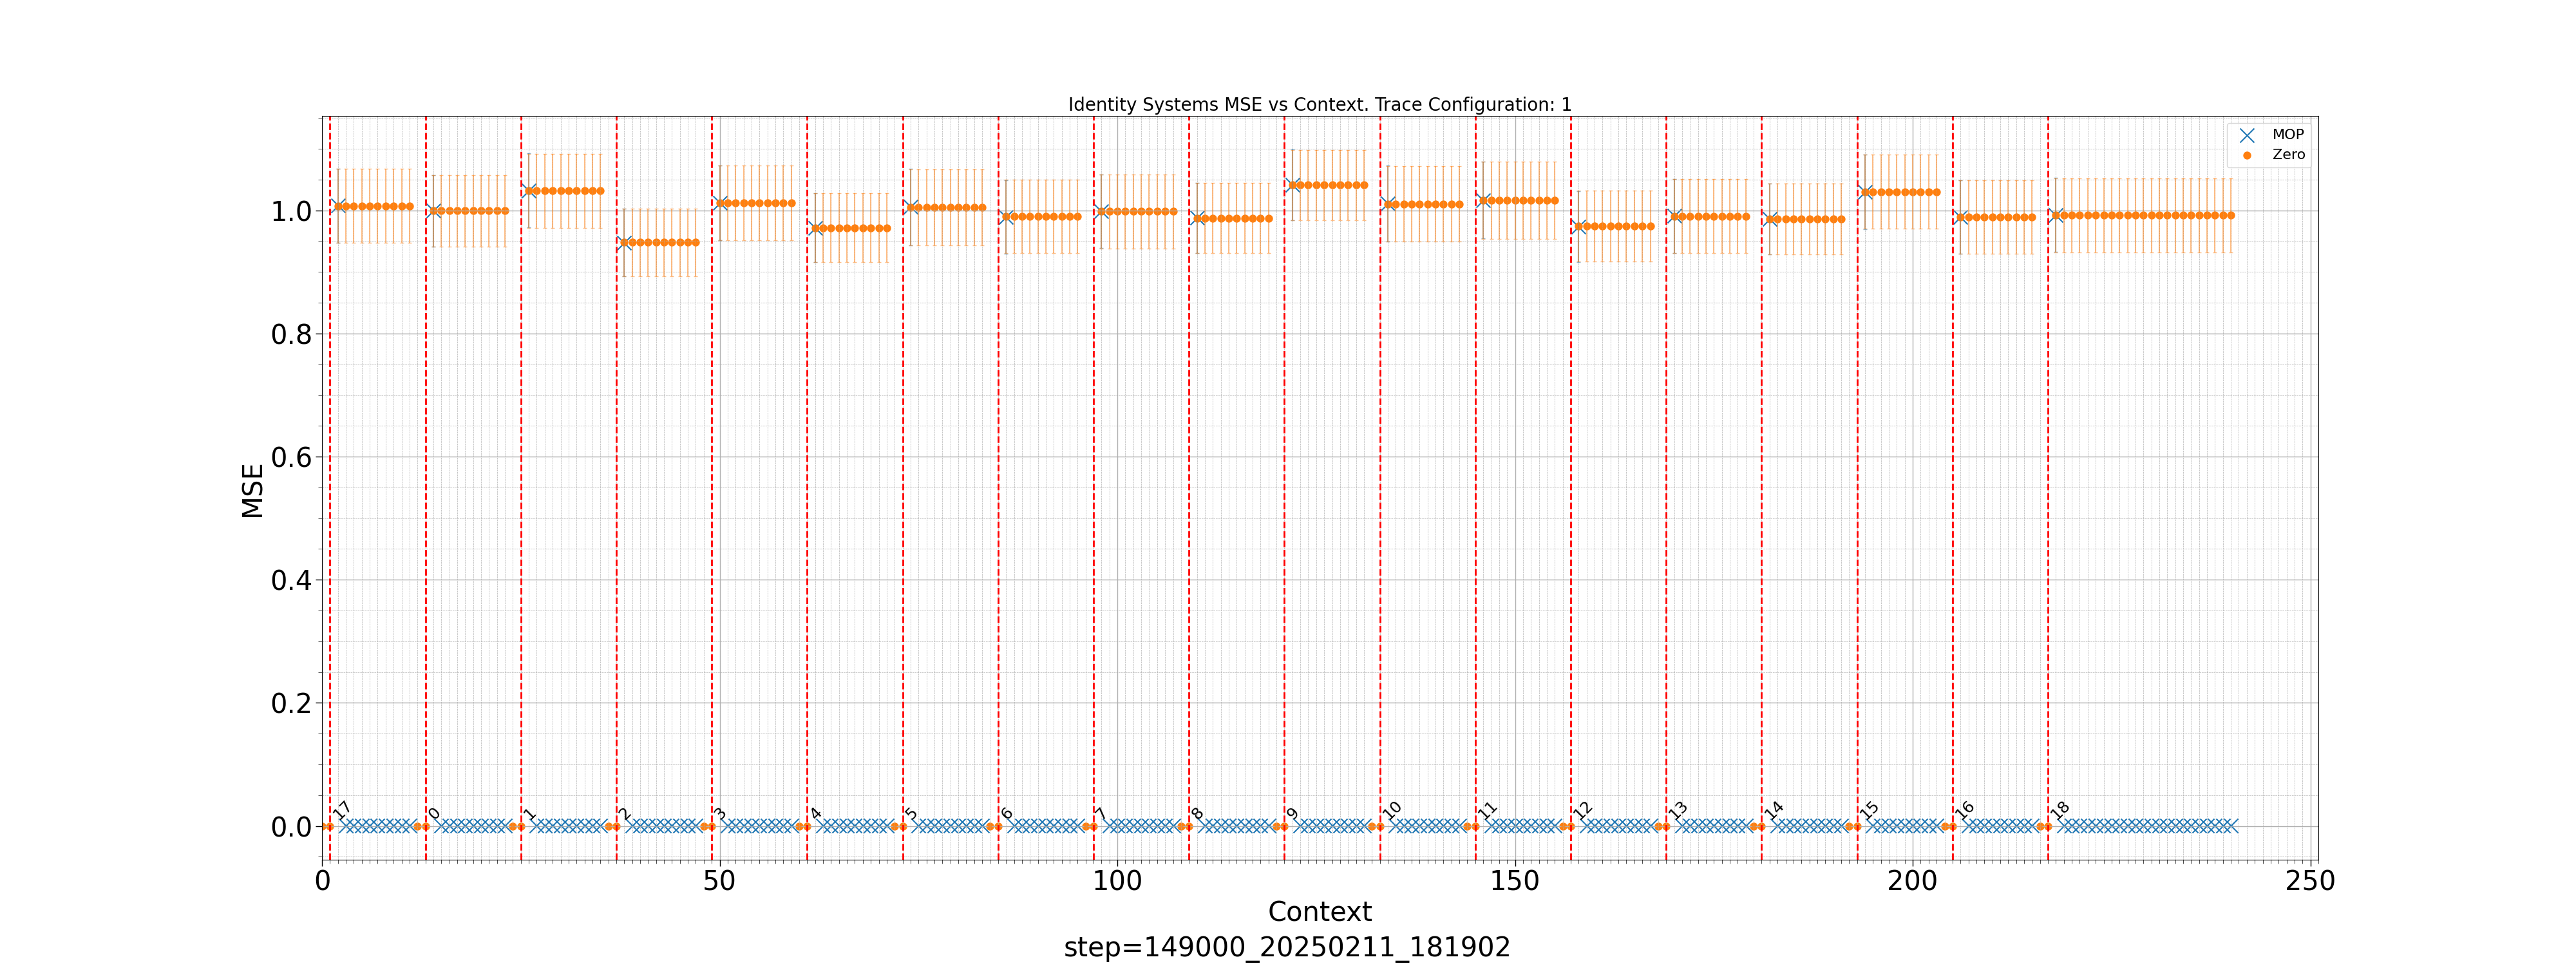 Identity Systems MSE vs Context. Trace Configuration: 1
MOP
Zero
1.0
0.8
0.6
0.4
0.2
0.0
MSE
17 0 1 2 3 4 5 6 7 8 9 10 11 12 13 14 15 16 18
0 50 100 150 200 250
Context
step=149000_20250211_181902